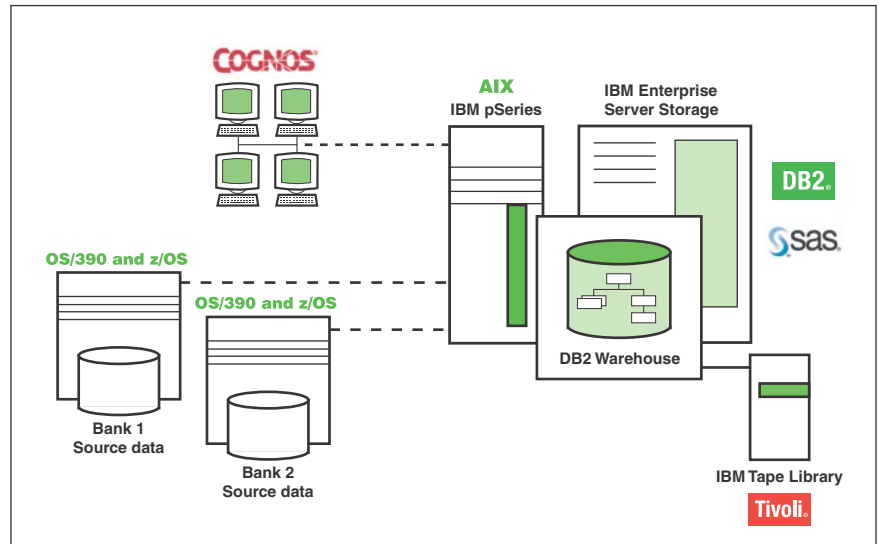 COGNOS®
AIX
IBM pSeries
IBM Enterprise
Server Storage
DB2®
sas®
OS/390 and z/OS
OS/390 and z/OS
DB2 Warehouse
Bank 1
Source data
Bank 2
Source data
IBM Tape Library
Tivoli®